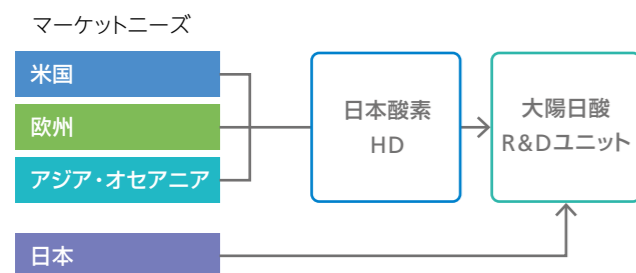 マーケットニーズ
米国
欧州
アジア・オセアニア
日本
日本酸素
HD
大陽日酸
R&Dユニット